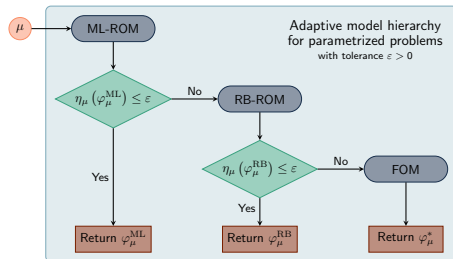 μ
ML-ROM
Adaptive model hierarchy
for parametrized problems
with tolerance ε > 0
η_μ (φ_μ^ML) ≤ ε
No
RB-ROM
Yes
η_μ (φ_μ^RB) ≤ ε
No
FOM
Yes
Return φ_μ^ML
Return φ_μ^RB
Return φ_μ^*